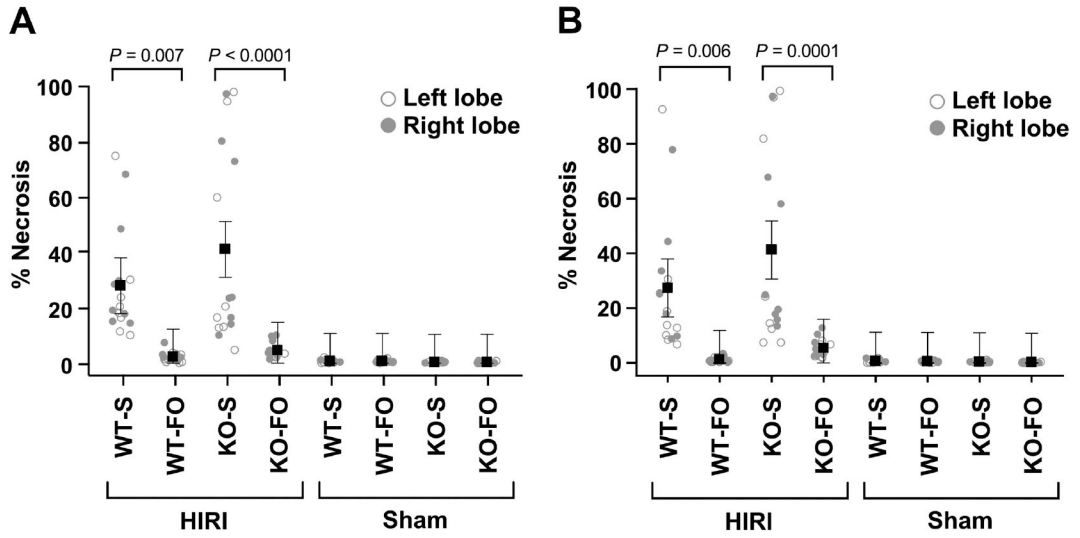 A
P = 0.007
P < 0.0001
Left lobe
Right lobe
% Necrosis
100
80
60
40
20
0
WT-S
WT-FO
KO-S
KO-FO
WT-S
WT-FO
KO-S
KO-FO
HIRI
Sham
B
P = 0.006
P = 0.0001
Left lobe
Right lobe
% Necrosis
100
80
60
40
20
0
WT-S
WT-FO
KO-S
KO-FO
WT-S
WT-FO
KO-S
KO-FO
HIRI
Sham